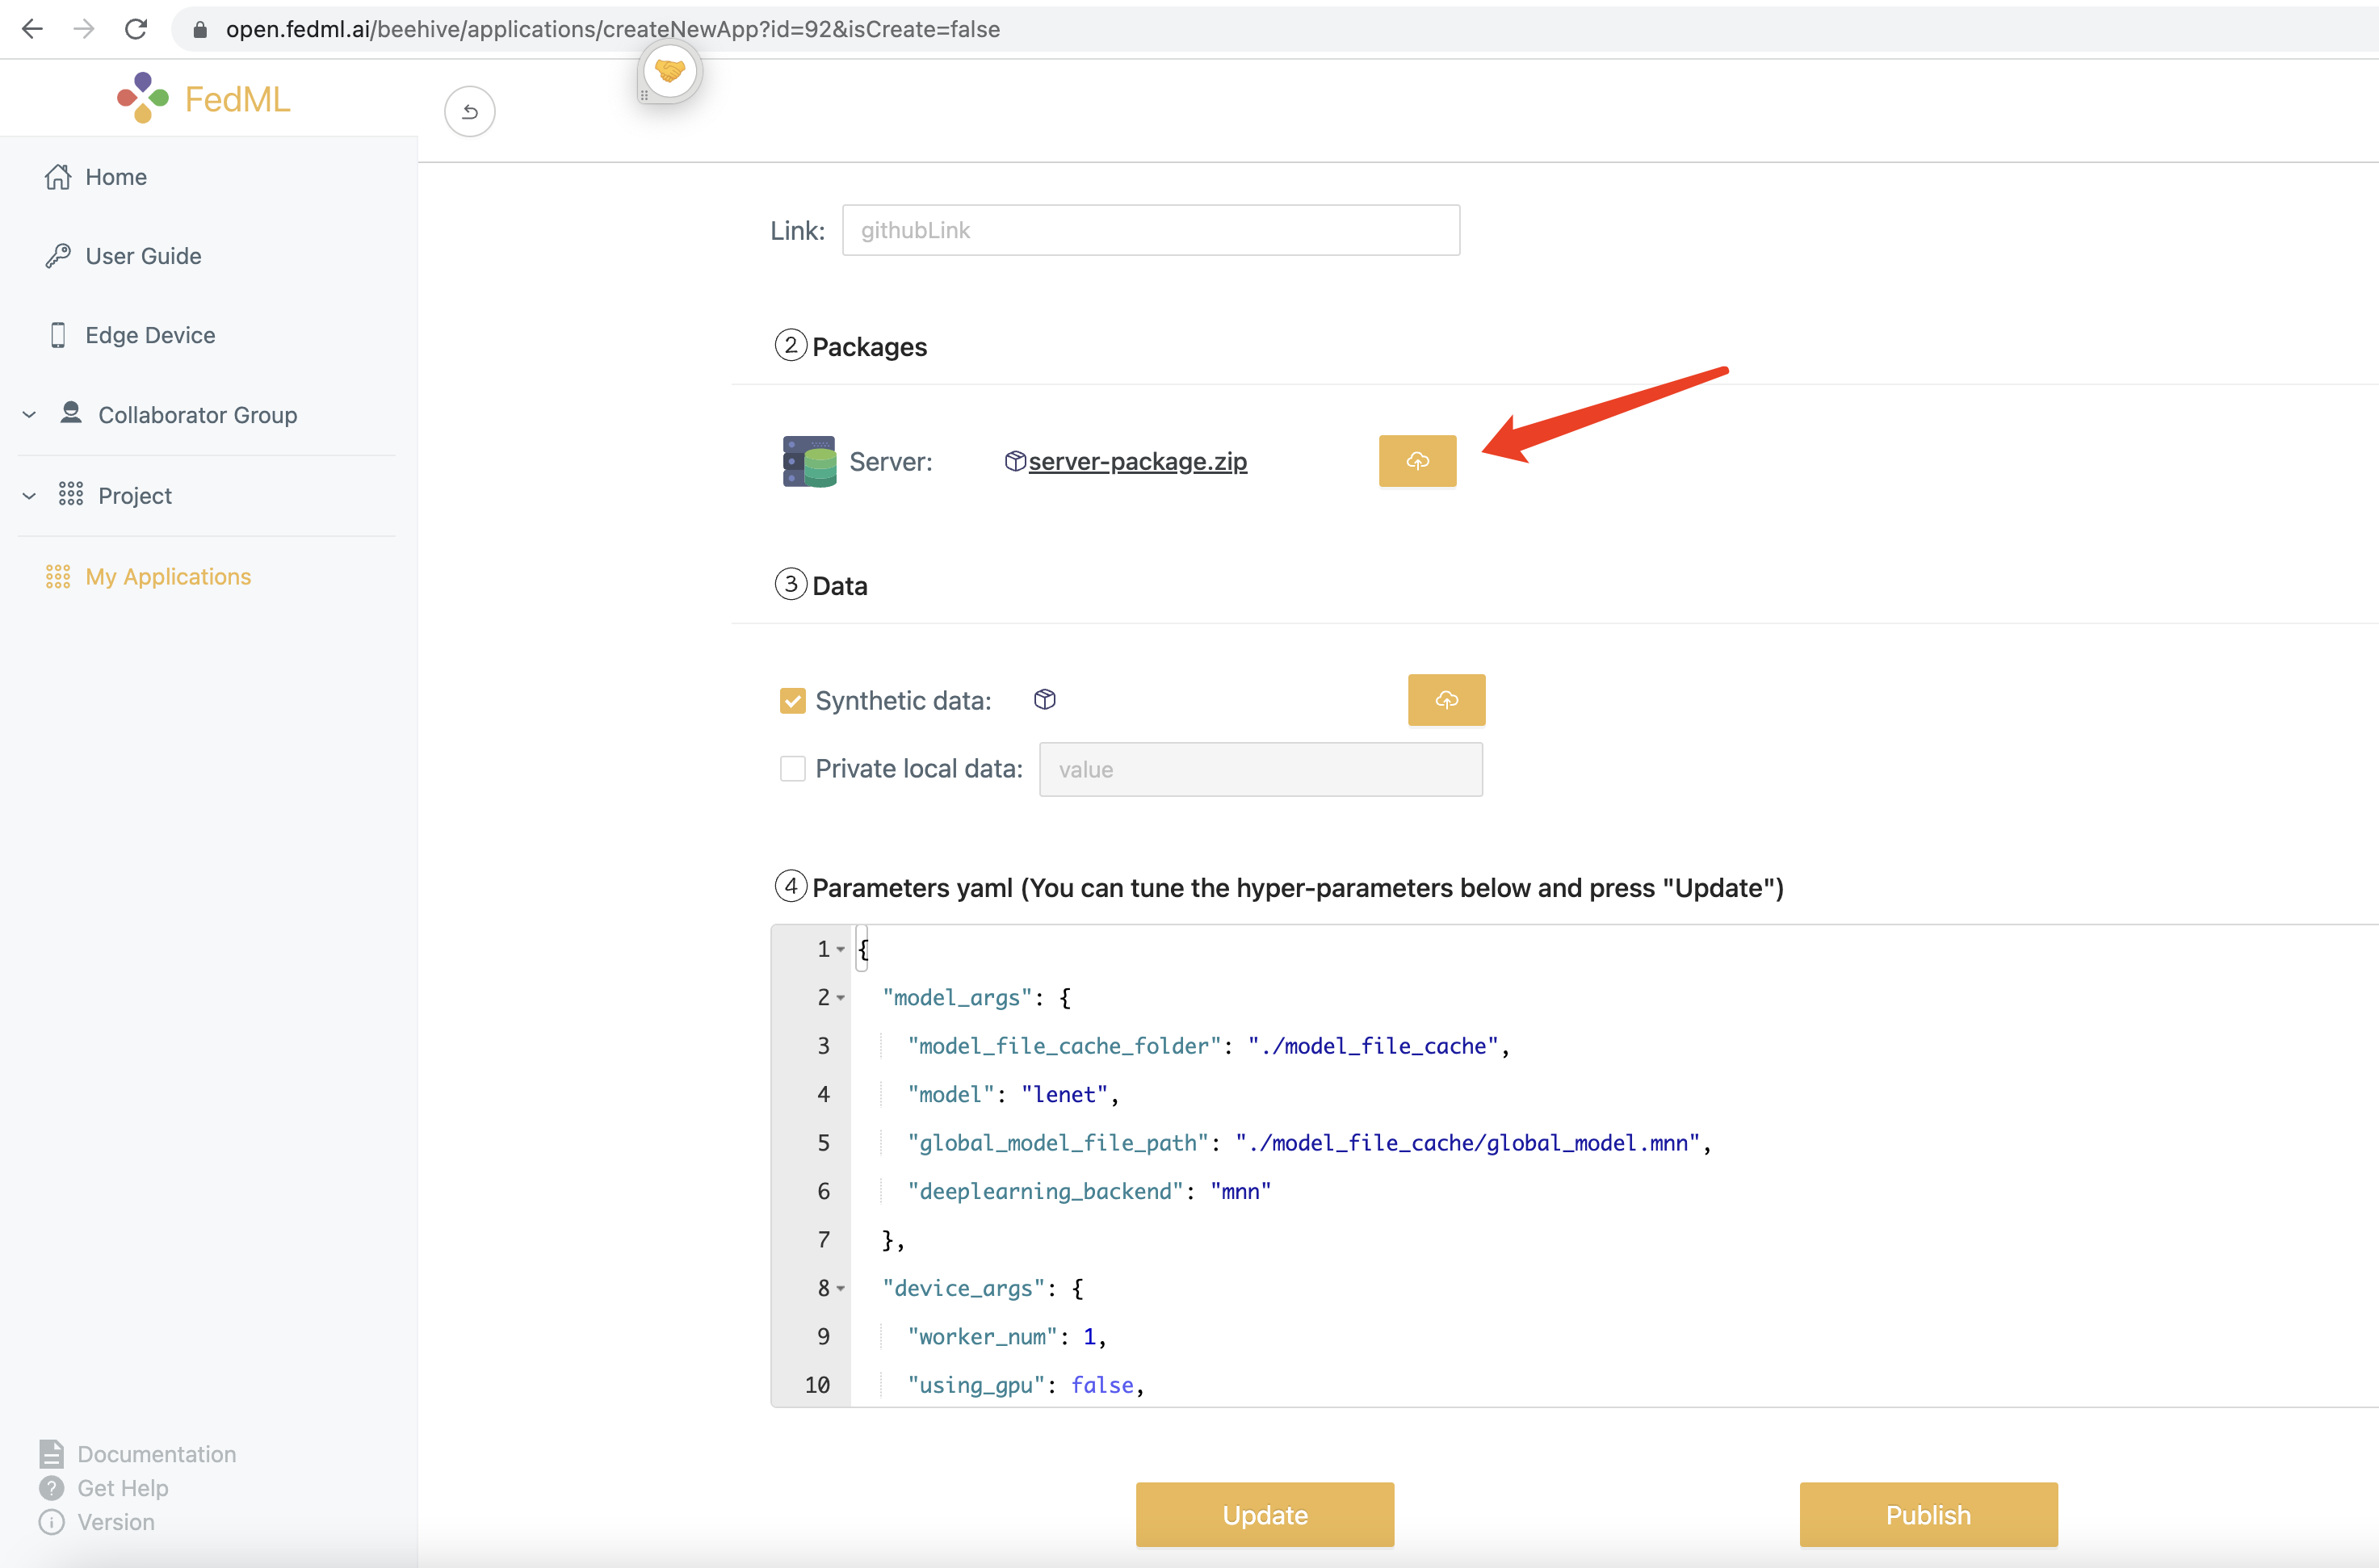 open.fedml.ai/beehive/applications/createNewApp?id=92&isCreate=false
FedML
Home
User Guide
Edge Device
Collaborator Group
Project
My Applications
Documentation
Get Help
Version
Link: githubLink
2 Packages
Server: server-package.zip
3 Data
Synthetic data:
Private local data: value
4 Parameters yaml (You can tune the hyper-parameters below and press "Update")
1 {
2 "model_args": {
3 "model_file_cache_folder": "./model_file_cache",
4 "model": "lenet",
5 "global_model_file_path": "./model_file_cache/global_model.mnn",
6 "deeplearning_backend": "mnn"
7 },
8 "device_args": {
9 "worker_num": 1,
10 "using_gpu": false,
Update Publish